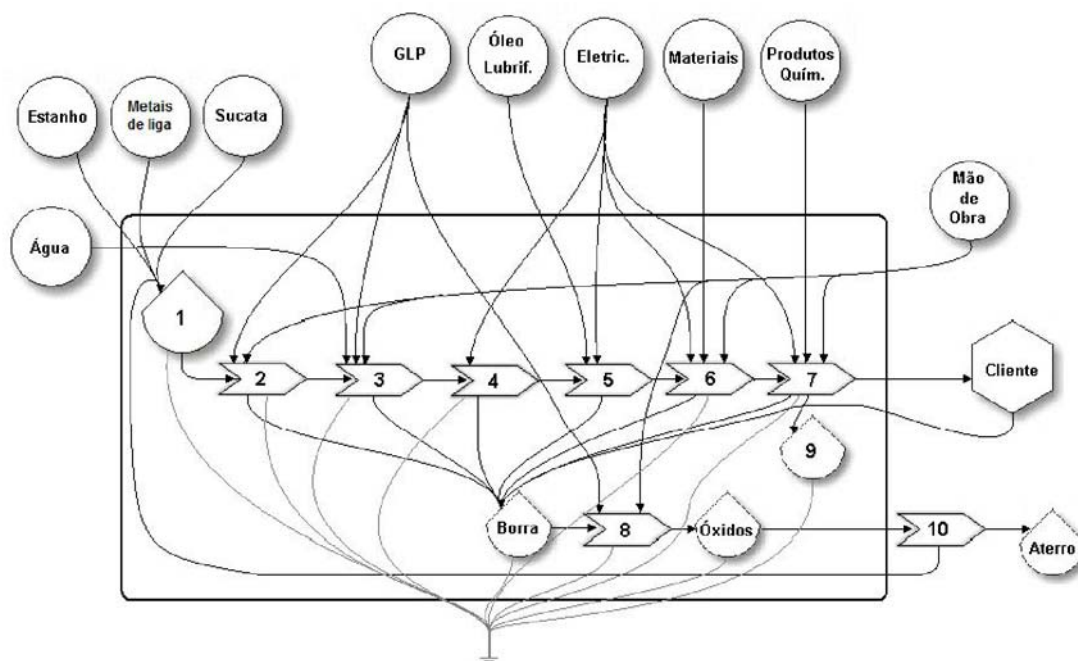 GLP
Óleo
Lubrif.
Eletric.
Materiais
Produtos
Quím.
Estanho
Metais
de liga
Sucata
Mão
de
Obra
Água
1
2
3
4
5
6
7
Cliente
9
Borra
8
Óxidos
10
Aterro